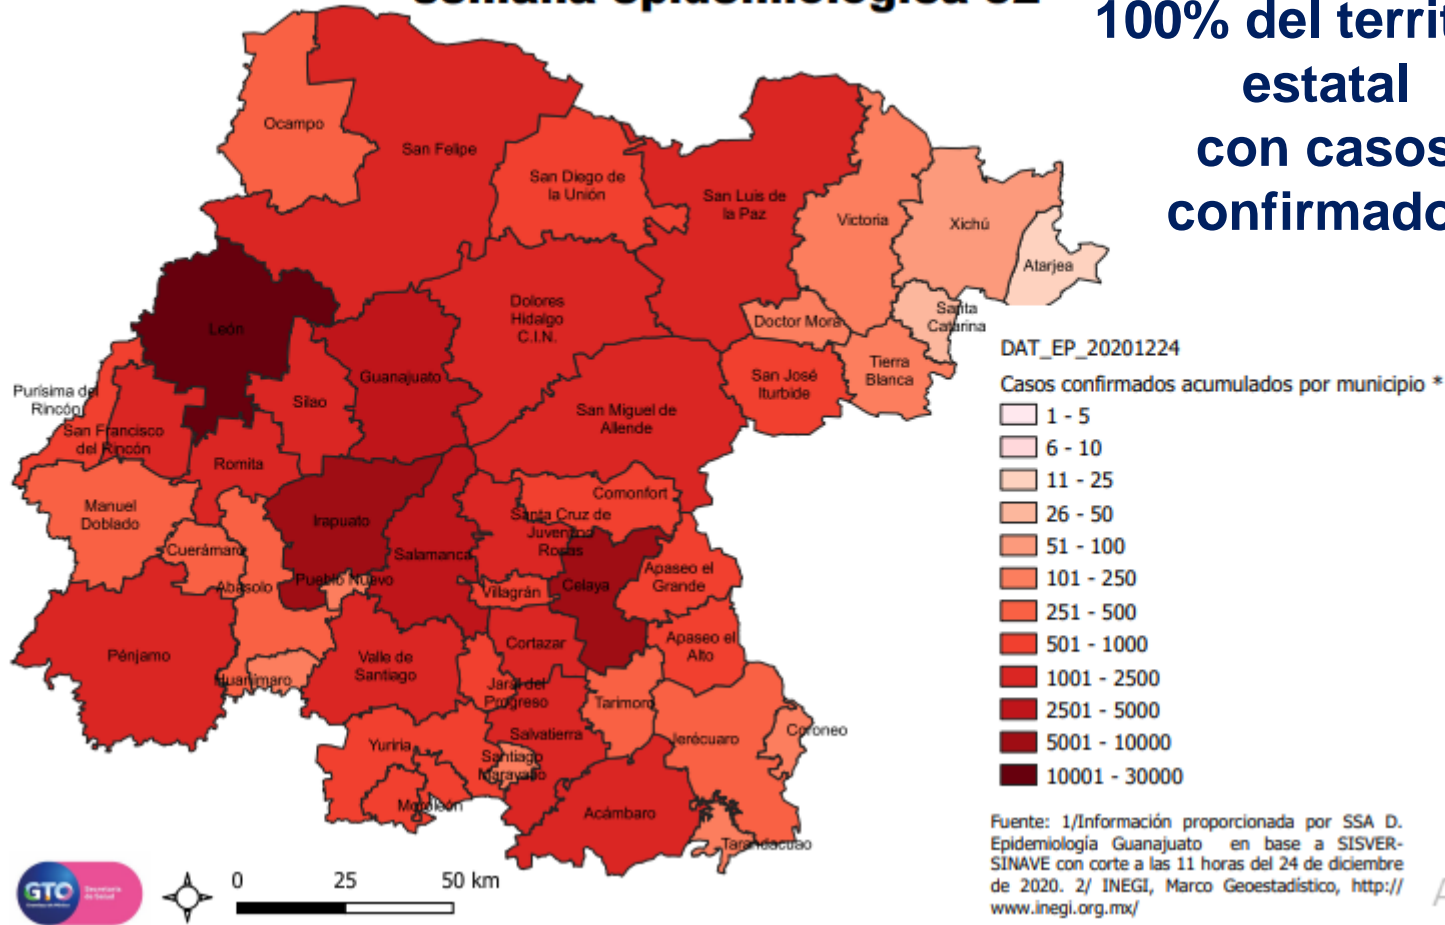 semana epidemiológica 52
100% del territ
estatal
con casos
confirmado
Ocampo
San Felipe
San Diego de
la Unión
San Luis de
la Paz
Victoria
Xichú
Atarjea
León
Dolores
Hidalgo
C.I.N.
Doctor Mora
Santa
Catarina
Guanajuato
Tierra
Blanca
San José
Iturbide
Purísima del
Rincón
Silao
San Miguel de
Allende
San Francisco
del Rincón
Romita
Manuel
Doblado
Irapuato
Comonfort
Santa Cruz de
Juventino
Rosas
Cuerámaro
Salamanca
Abasolo
Pueblo Nuevo
Villagrán
Celaya
Apaseo el
Grande
Pénjamo
Cortazar
Apaseo el
Alto
Valle de
Santiago
Huanímaro
Jaral del
Progreso
Tarimoro
Salvatierra
Yuriria
Jerécuaro
Coroneo
Santiago
Maravatío
Moroleón
Acámbaro
Tarandacuao
DAT_EP_20201224
Casos confirmados acumulados por municipio *
1 - 5
6 - 10
11 - 25
26 - 50
51 - 100
101 - 250
251 - 500
501 - 1000
1001 - 2500
2501 - 5000
5001 - 10000
10001 - 30000
Fuente: 1/Información proporcionada por SSA D.
Epidemiología Guanajuato en base a SISVER-
SINAVE con corte a las 11 horas del 24 de diciembre
de 2020. 2/ INEGI, Marco Geoestadístico, http://
www.inegi.org.mx/
GTO
Secretaría
de Salud
0 25 50 km
A